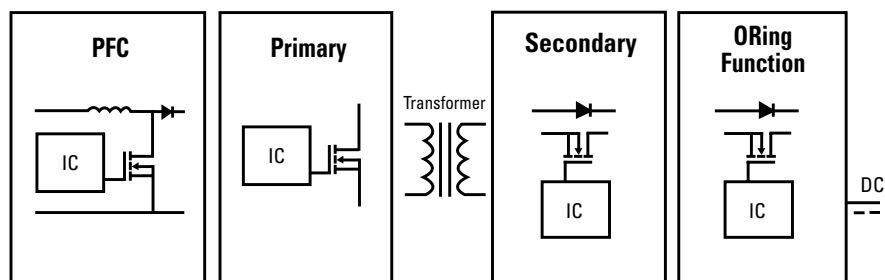 PFC
Primary
Secondary
ORing
Function
Transformer
IC
IC
IC
IC
DC